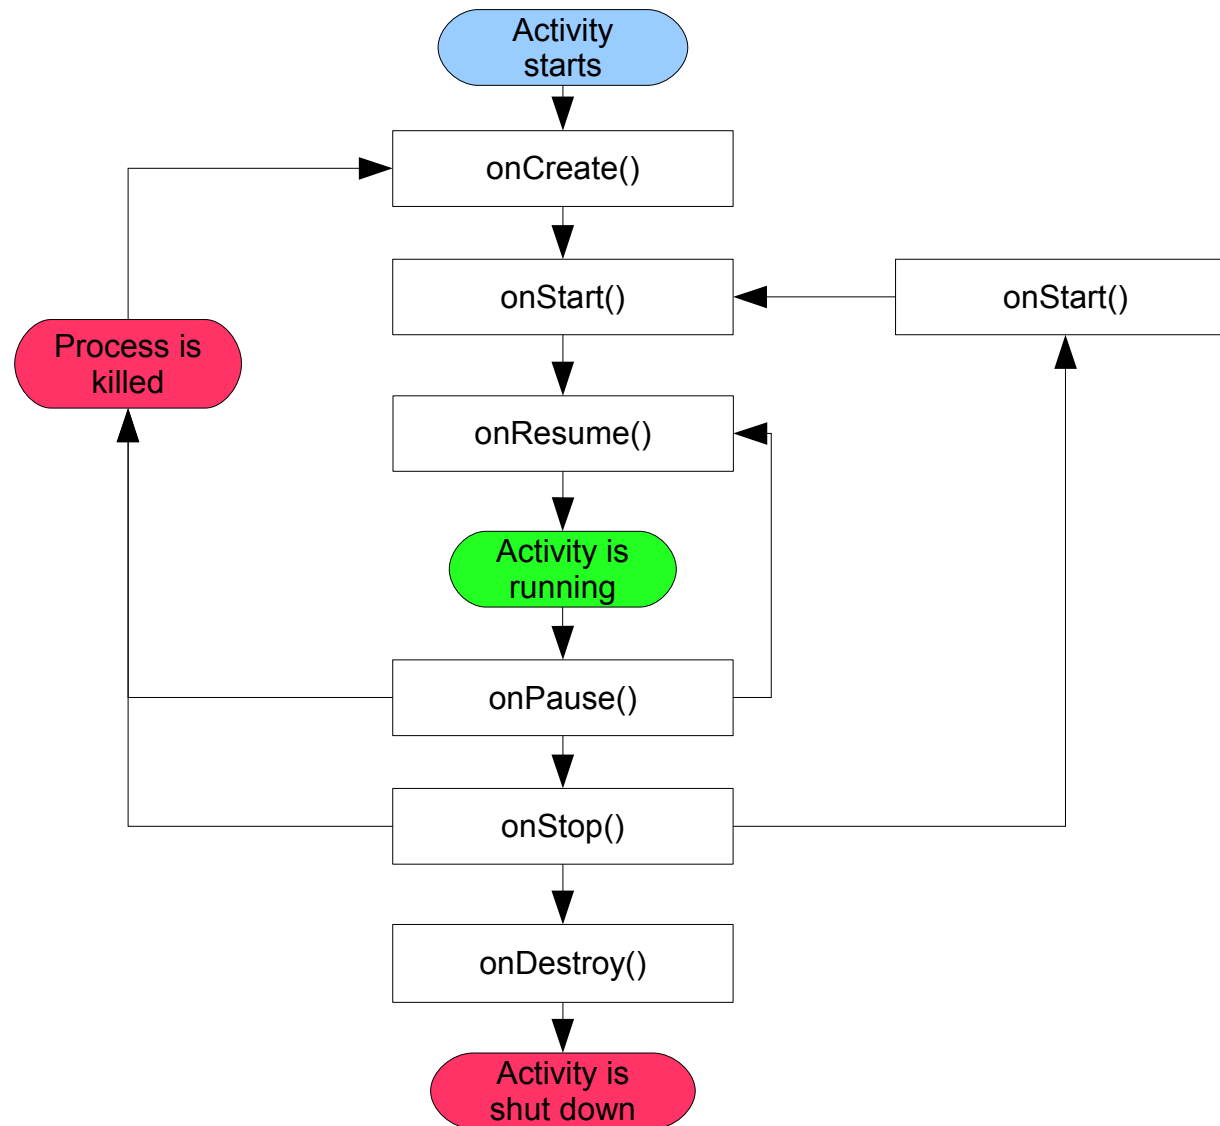 Activity
starts
onCreate()
onStart()
onStart()
Process is
killed
onResume()
Activity is
running
onPause()
onStop()
onDestroy()
Activity is
shut down